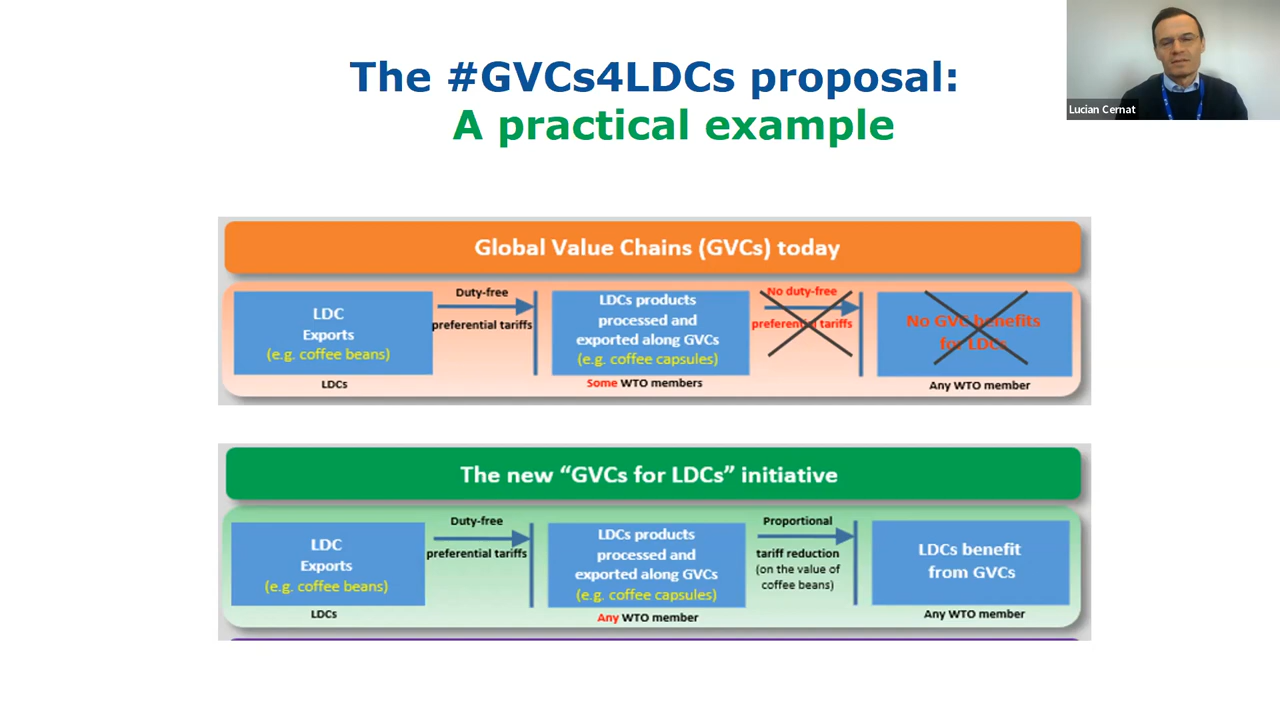 The #GVCs4LDCs proposal:
A practical example
Lucian Cernat
Global Value Chains (GVCs) today
LDC
Exports
(e.g. coffee beans)
LDCs
Duty-free
preferential tariffs
LDCs products
processed and
exported along GVCs
(e.g. coffee capsules)
Some WTO members
No duty-free
preferential tariffs
No GVC benefits
for LDCs
Any WTO member
The new “GVCs for LDCs” initiative
LDC
Exports
(e.g. coffee beans)
LDCs
Duty-free
preferential tariffs
LDCs products
processed and
exported along GVCs
(e.g. coffee capsules)
Any WTO member
Proportional
tariff reduction
(on the value of
coffee beans)
LDCs benefit
from GVCs
Any WTO member